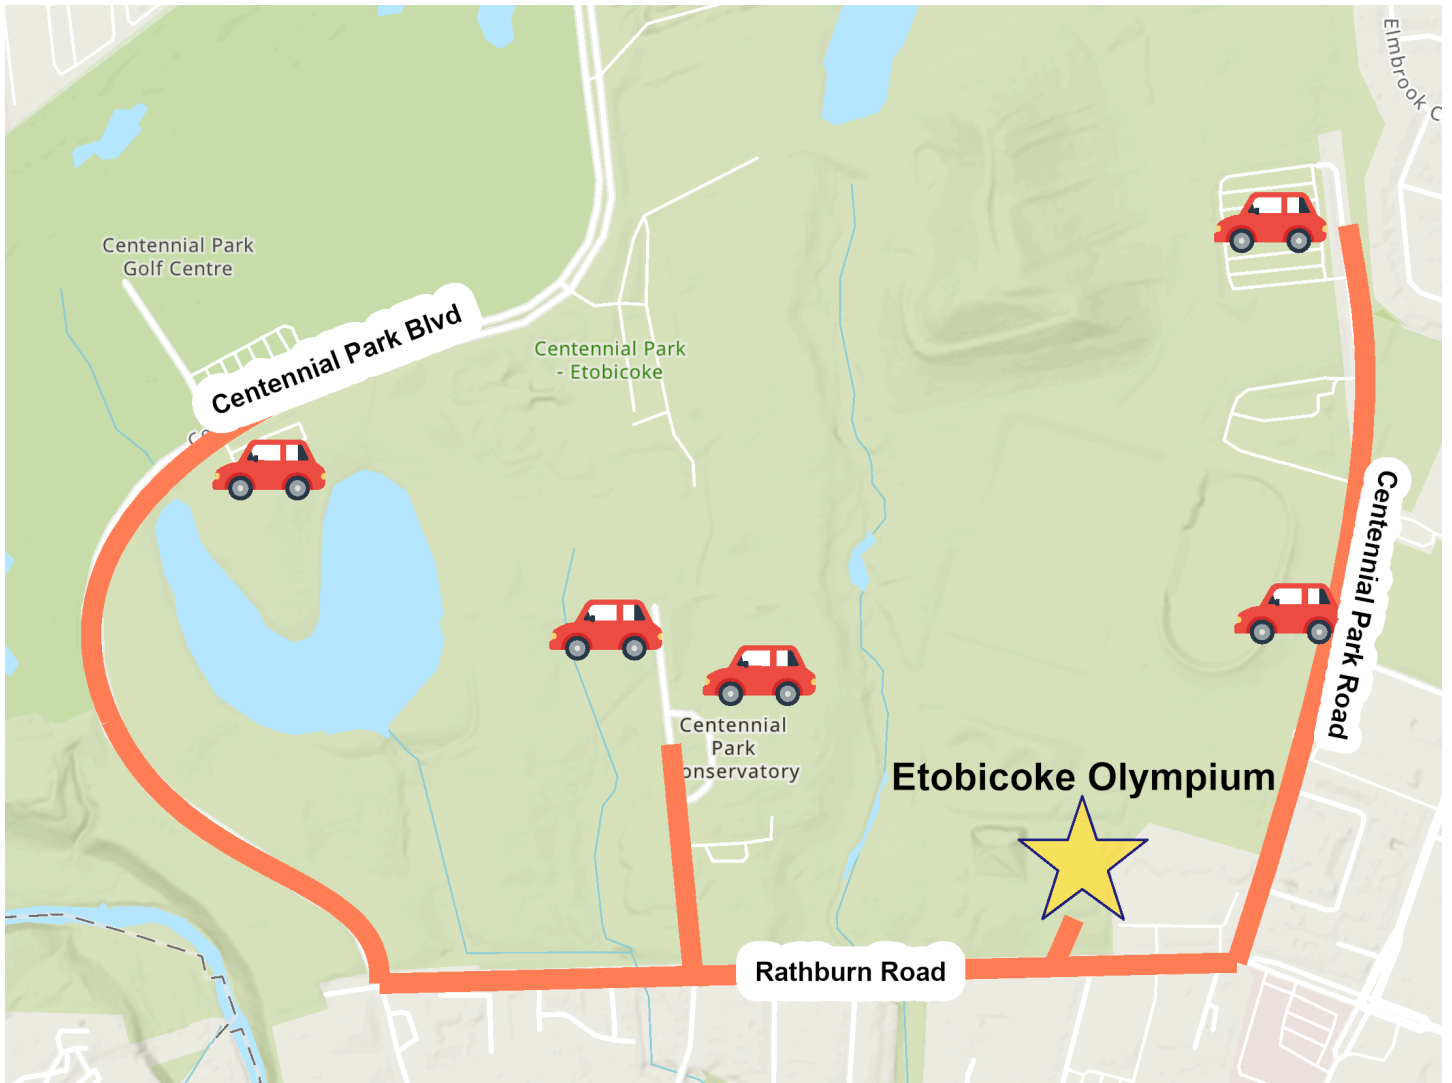 Elmbrook C
Centennial Park
Golf Centre
Centennial Park Blvd
Centennial Park
- Etobicoke
Ce
Centennial Park Road
Centennial
Park
onservatory
Etobicoke Olympium
Rathburn Road